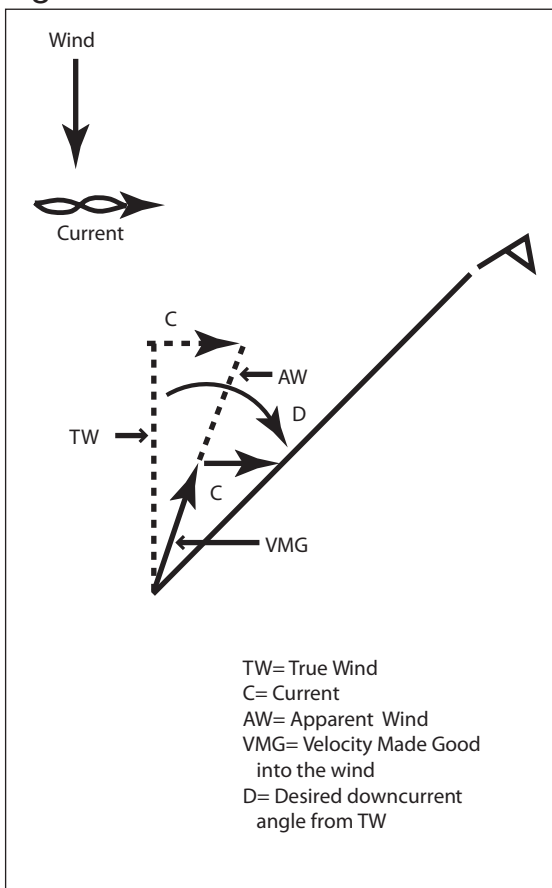 Wind
Current
C
AW
D
TW
C
VMG
TW= True Wind
C= Current
AW= Apparent Wind
VMG= Velocity Made Good
into the wind
D= Desired downcurrent
angle from TW